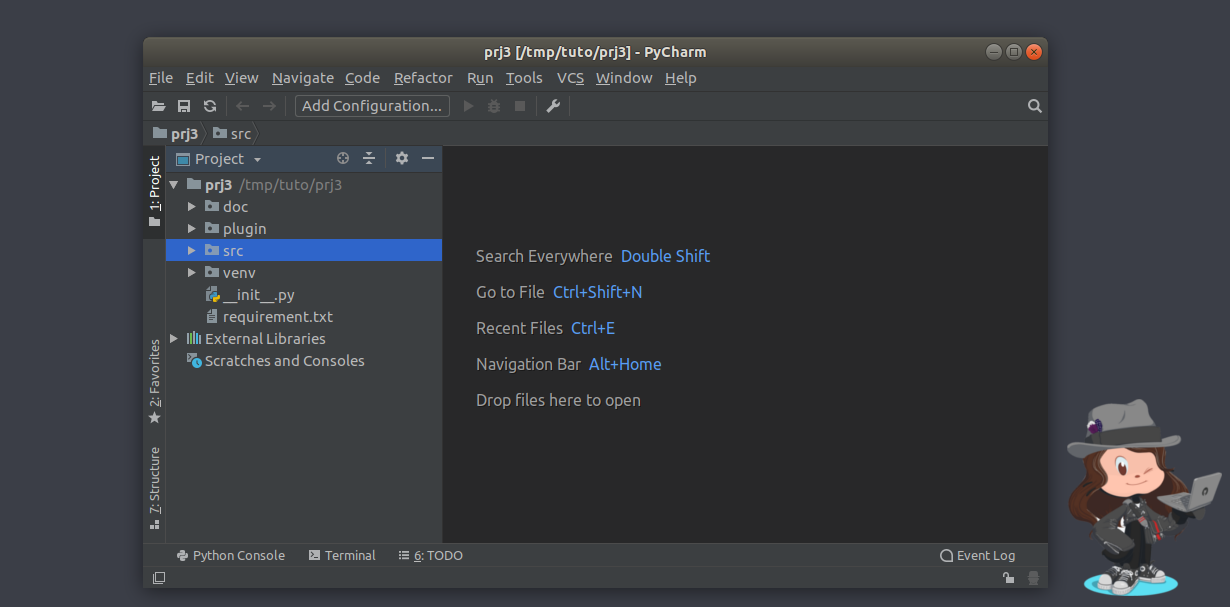 prj3 [/tmp/tuto/prj3] - PyCharm
File Edit View Navigate Code Refactor Run Tools VCS Window Help
Add Configuration...
prj3 src
1: Project
Project
prj3 /tmp/tuto/prj3
doc
plugin
src
venv
__init__.py
requirement.txt
External Libraries
Scratches and Consoles
2: Favorites
7: Structure
Search Everywhere Double Shift
Go to File Ctrl+Shift+N
Recent Files Ctrl+E
Navigation Bar Alt+Home
Drop files here to open
Python Console Terminal 6: TODO Event Log